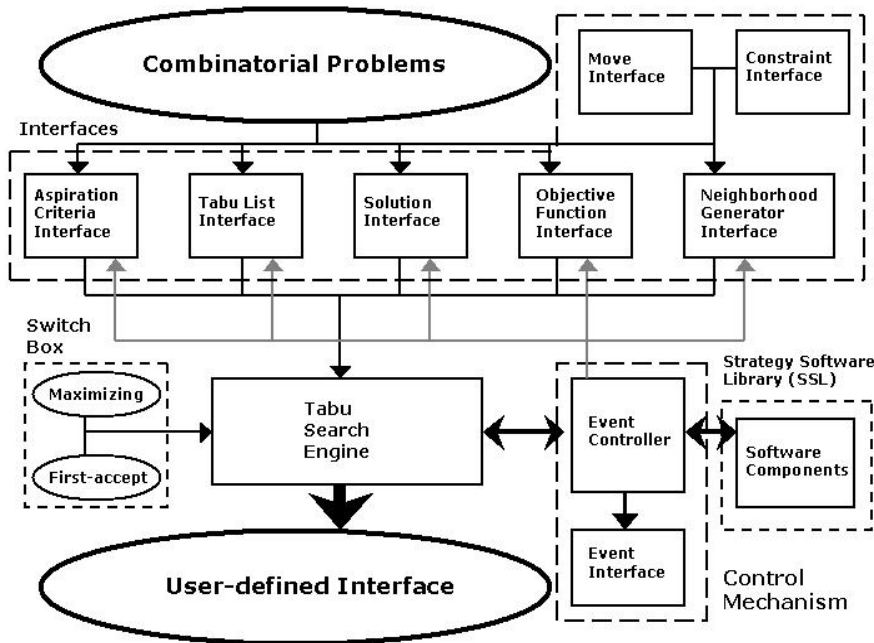 Combinatorial Problems
Move
Interface
Constraint
Interface
Interfaces
Aspiration
Criteria
Interface
Tabu List
Interface
Solution
Interface
Objective
Function
Interface
Neighborhood
Generator
Interface
Switch
Box
Maximizing
First-accept
Tabu
Search
Engine
Event
Controller
Strategy Software
Library (SSL)
Software
Components
Event
Interface
Control
Mechanism
User-defined Interface